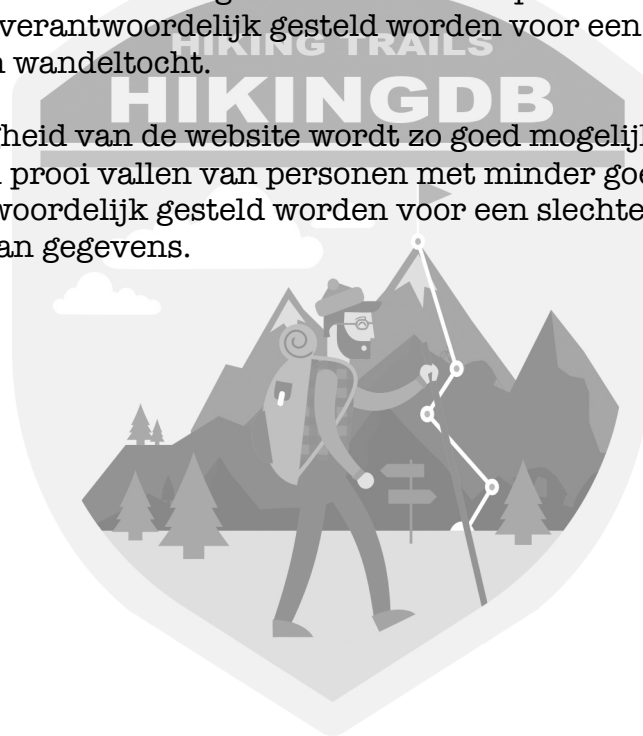 verantwoordelijk gesteld worden voor een
wandeltocht.
HIKING TRAILS
HIKINGDB
heid van de website wordt zo goed mogelijk
prooi vallen van personen met minder goe
woordelijk gesteld worden voor een slechte
an gegevens.